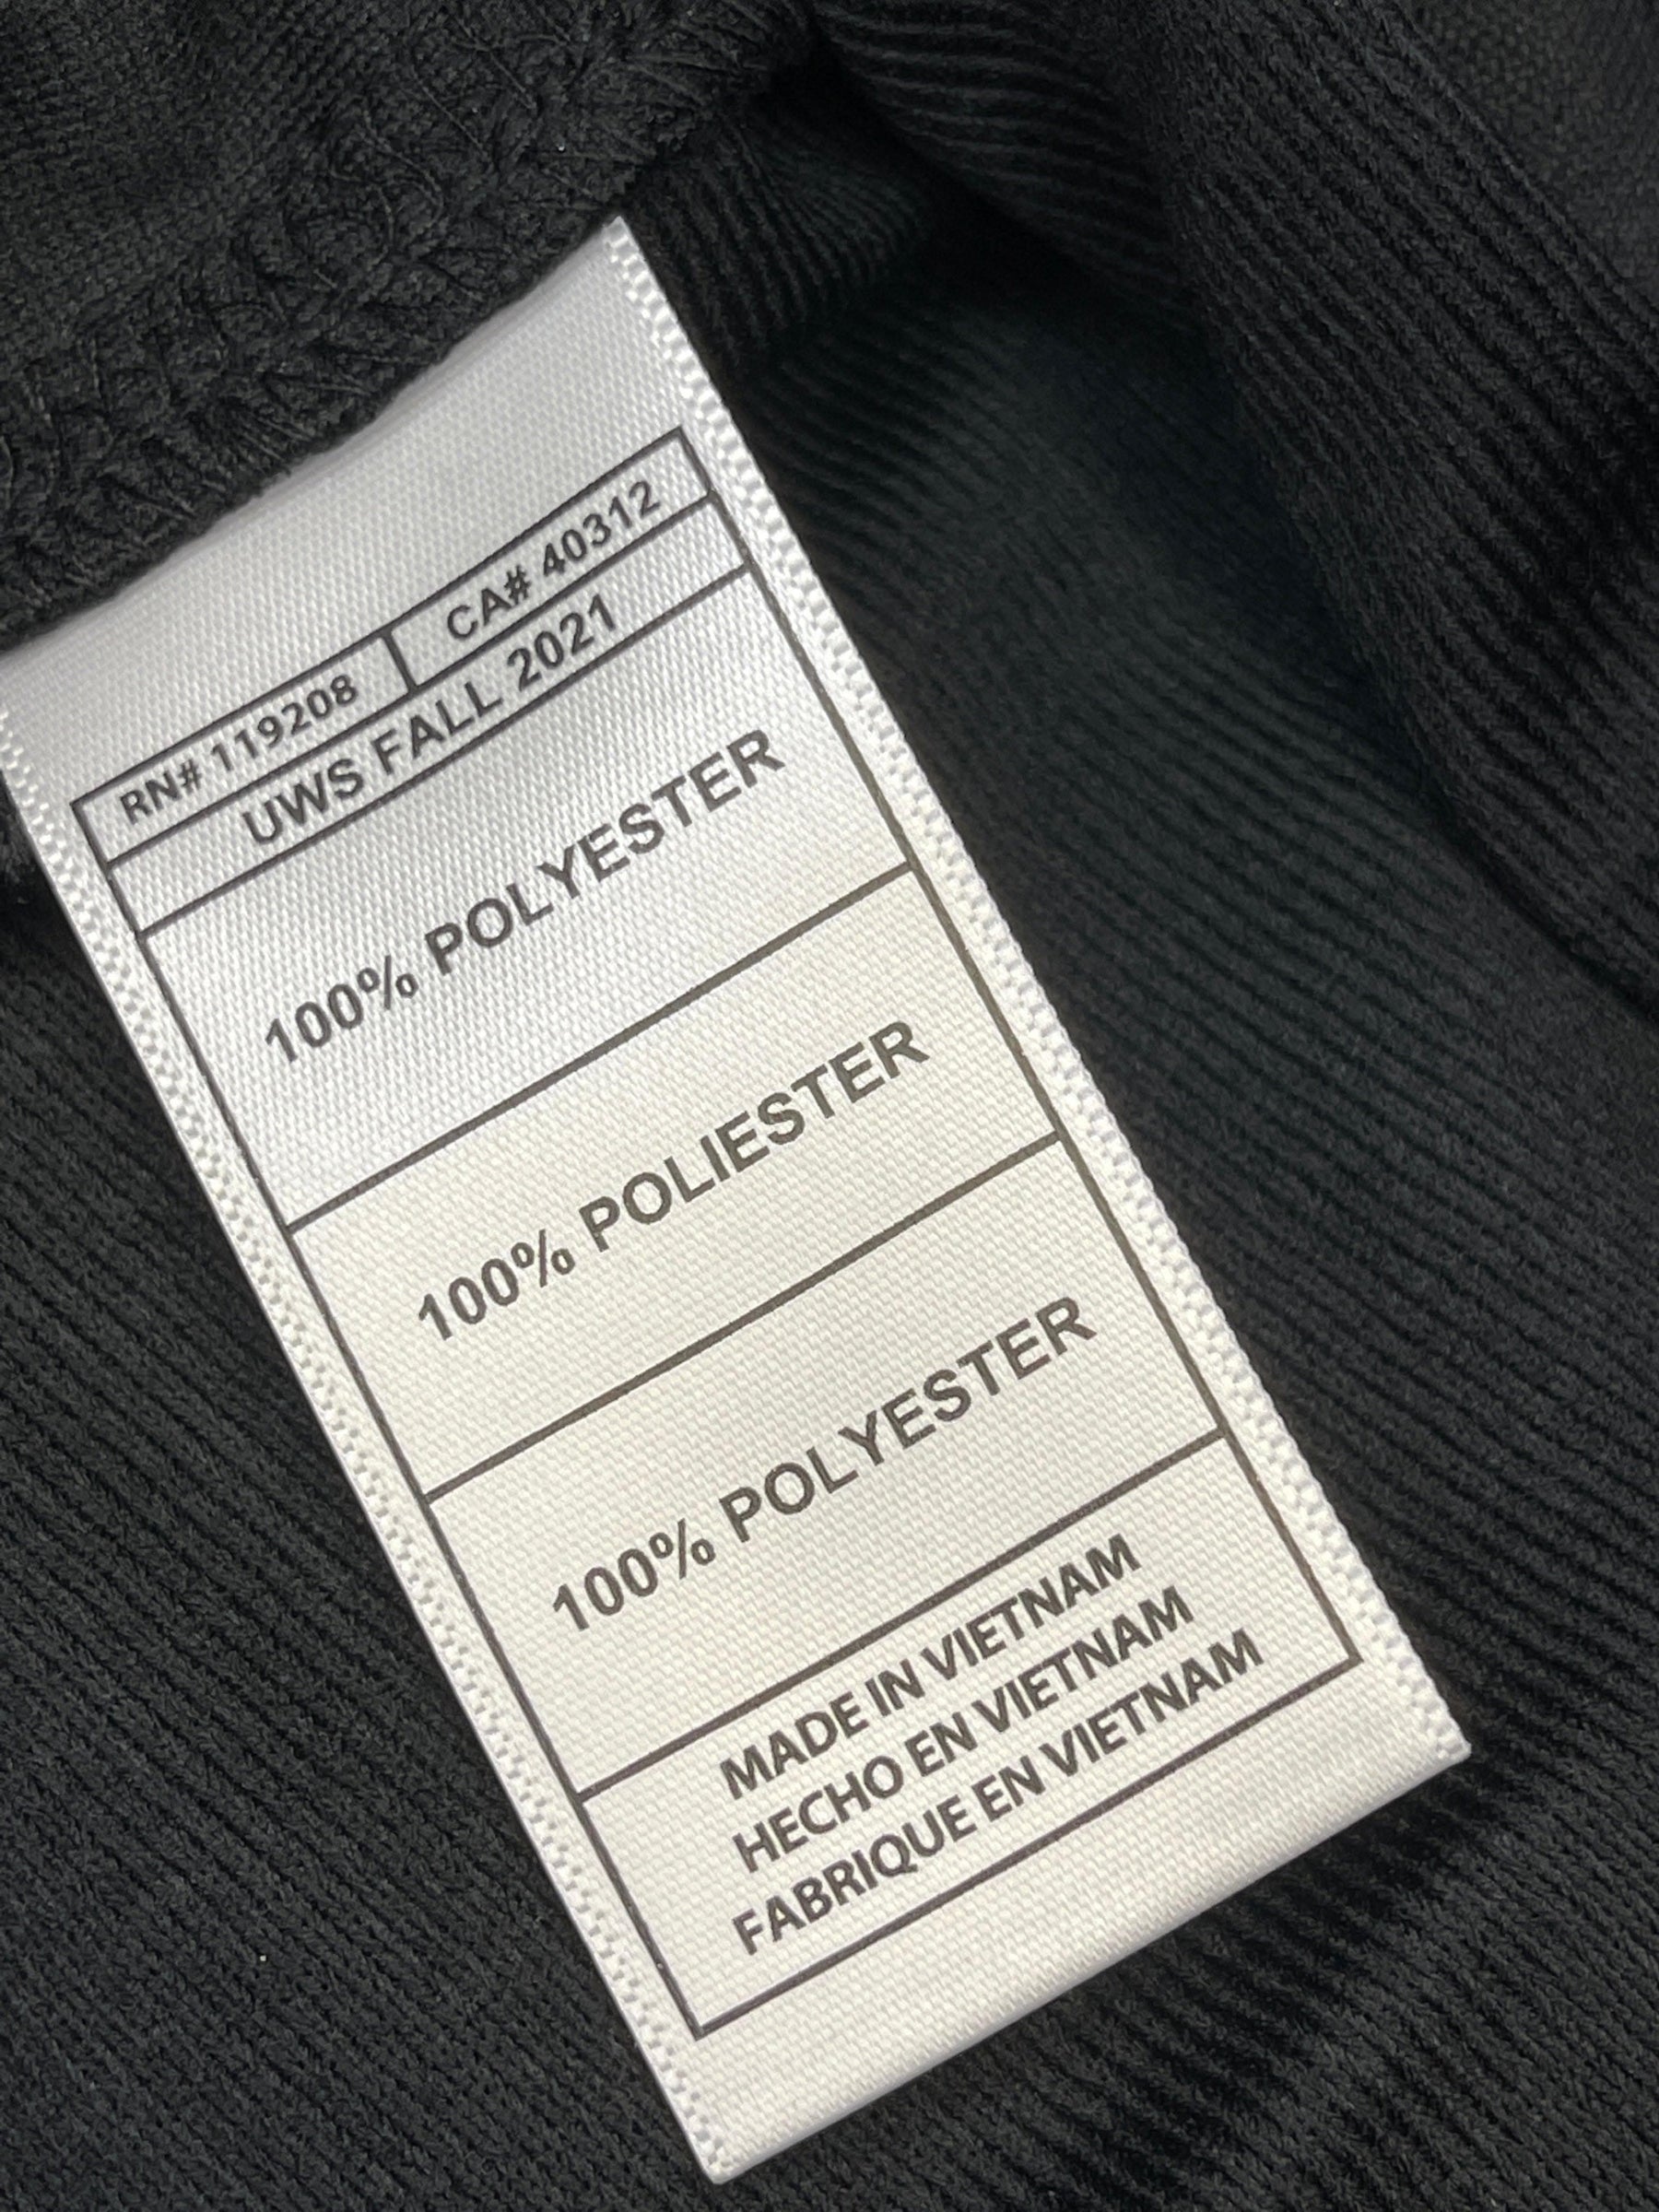 RN# 119208 CA# 40312
UWS FALL 2021
100% POLYESTER
100% POLIESTER
100% POLYESTER
MADE IN VIETNAM
HECHO EN VIETNAM
FABRIQUE EN VIETNAM